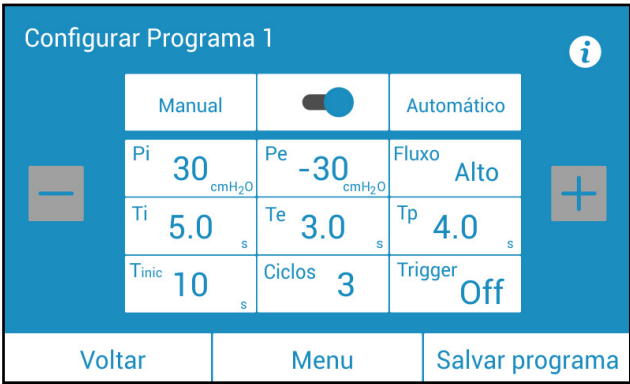 Configurar Programa 1
i
Manual
Automático
Pi 30 cmH₂O
Pe -30 cmH₂O
Fluxo Alto
Ti 5.0 s
Te 3.0 s
Tp 4.0 s
Tinic 10 s
Ciclos 3
Trigger Off
Voltar
Menu
Salvar programa